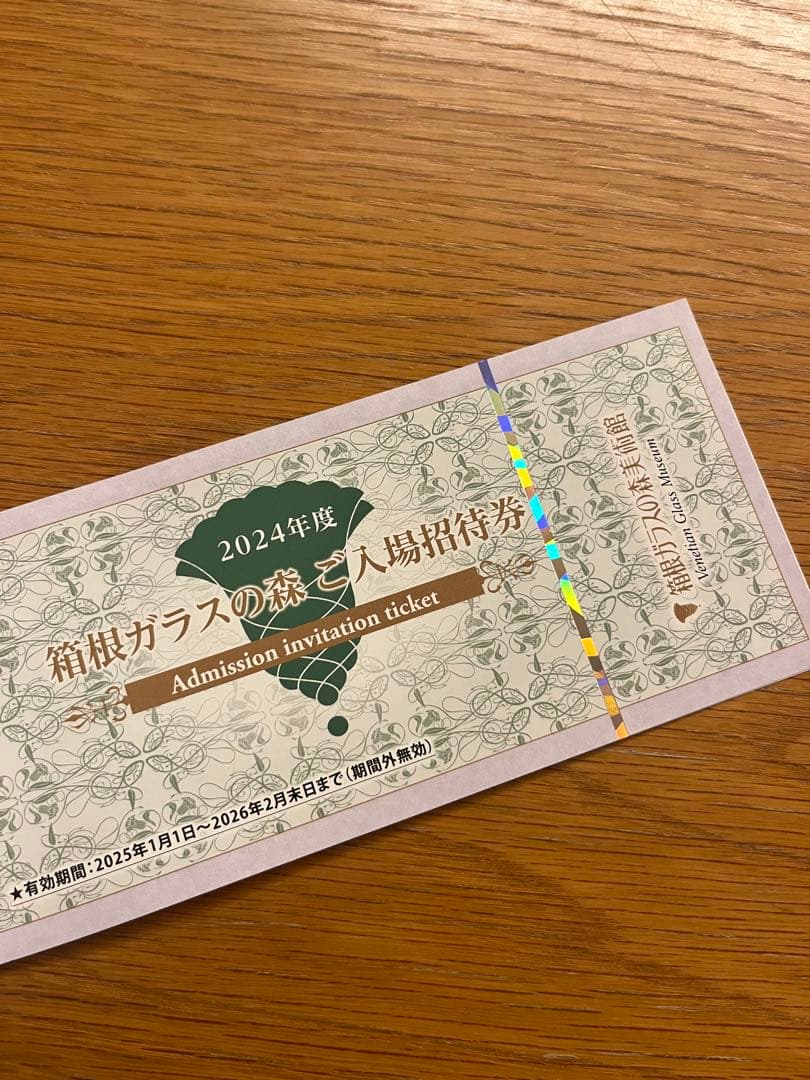 2024年度
箱根ガラスの森 ご入場招待券
Admission invitation ticket
★有効期間：2025年1月1日～2026年2月末日まで（期間外無効）
箱根ガラスの森美術館
Venetian Glass Museum